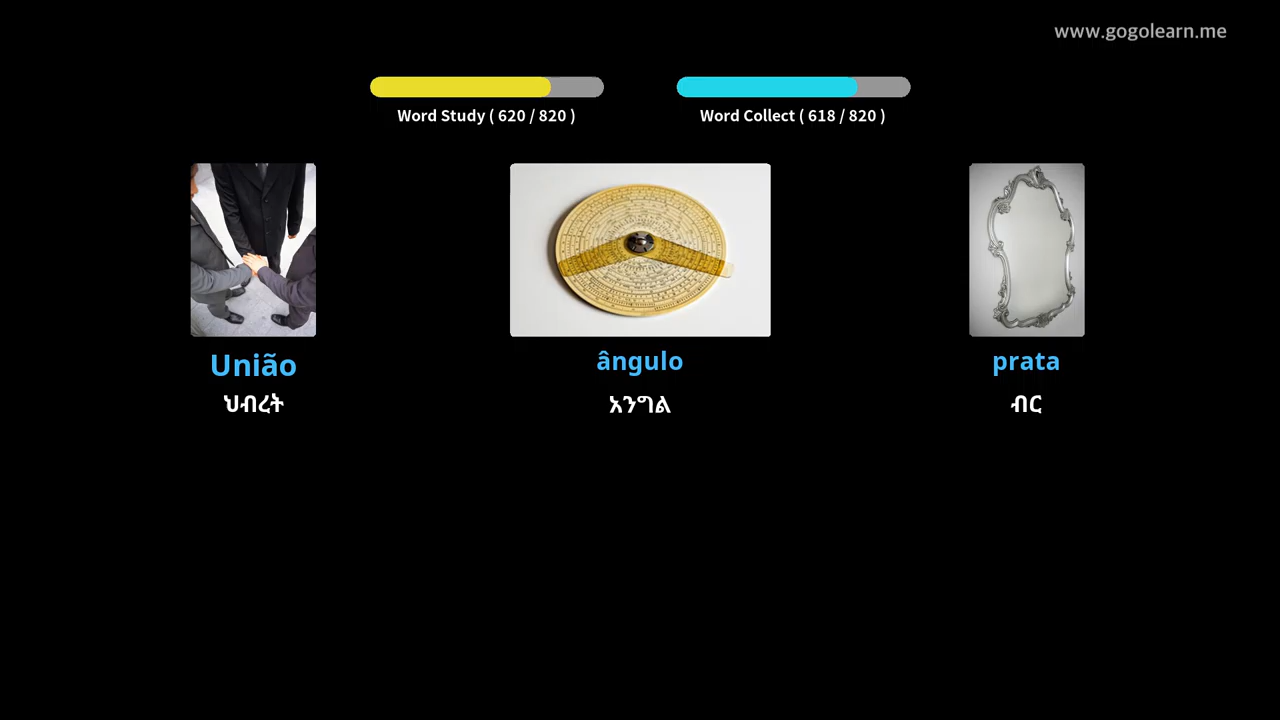 www.gogolearn.me
Word Study ( 620 / 820 )
Word Collect ( 618 / 820 )
União
ângulo
prata
ህብረት
አንግል
ብር